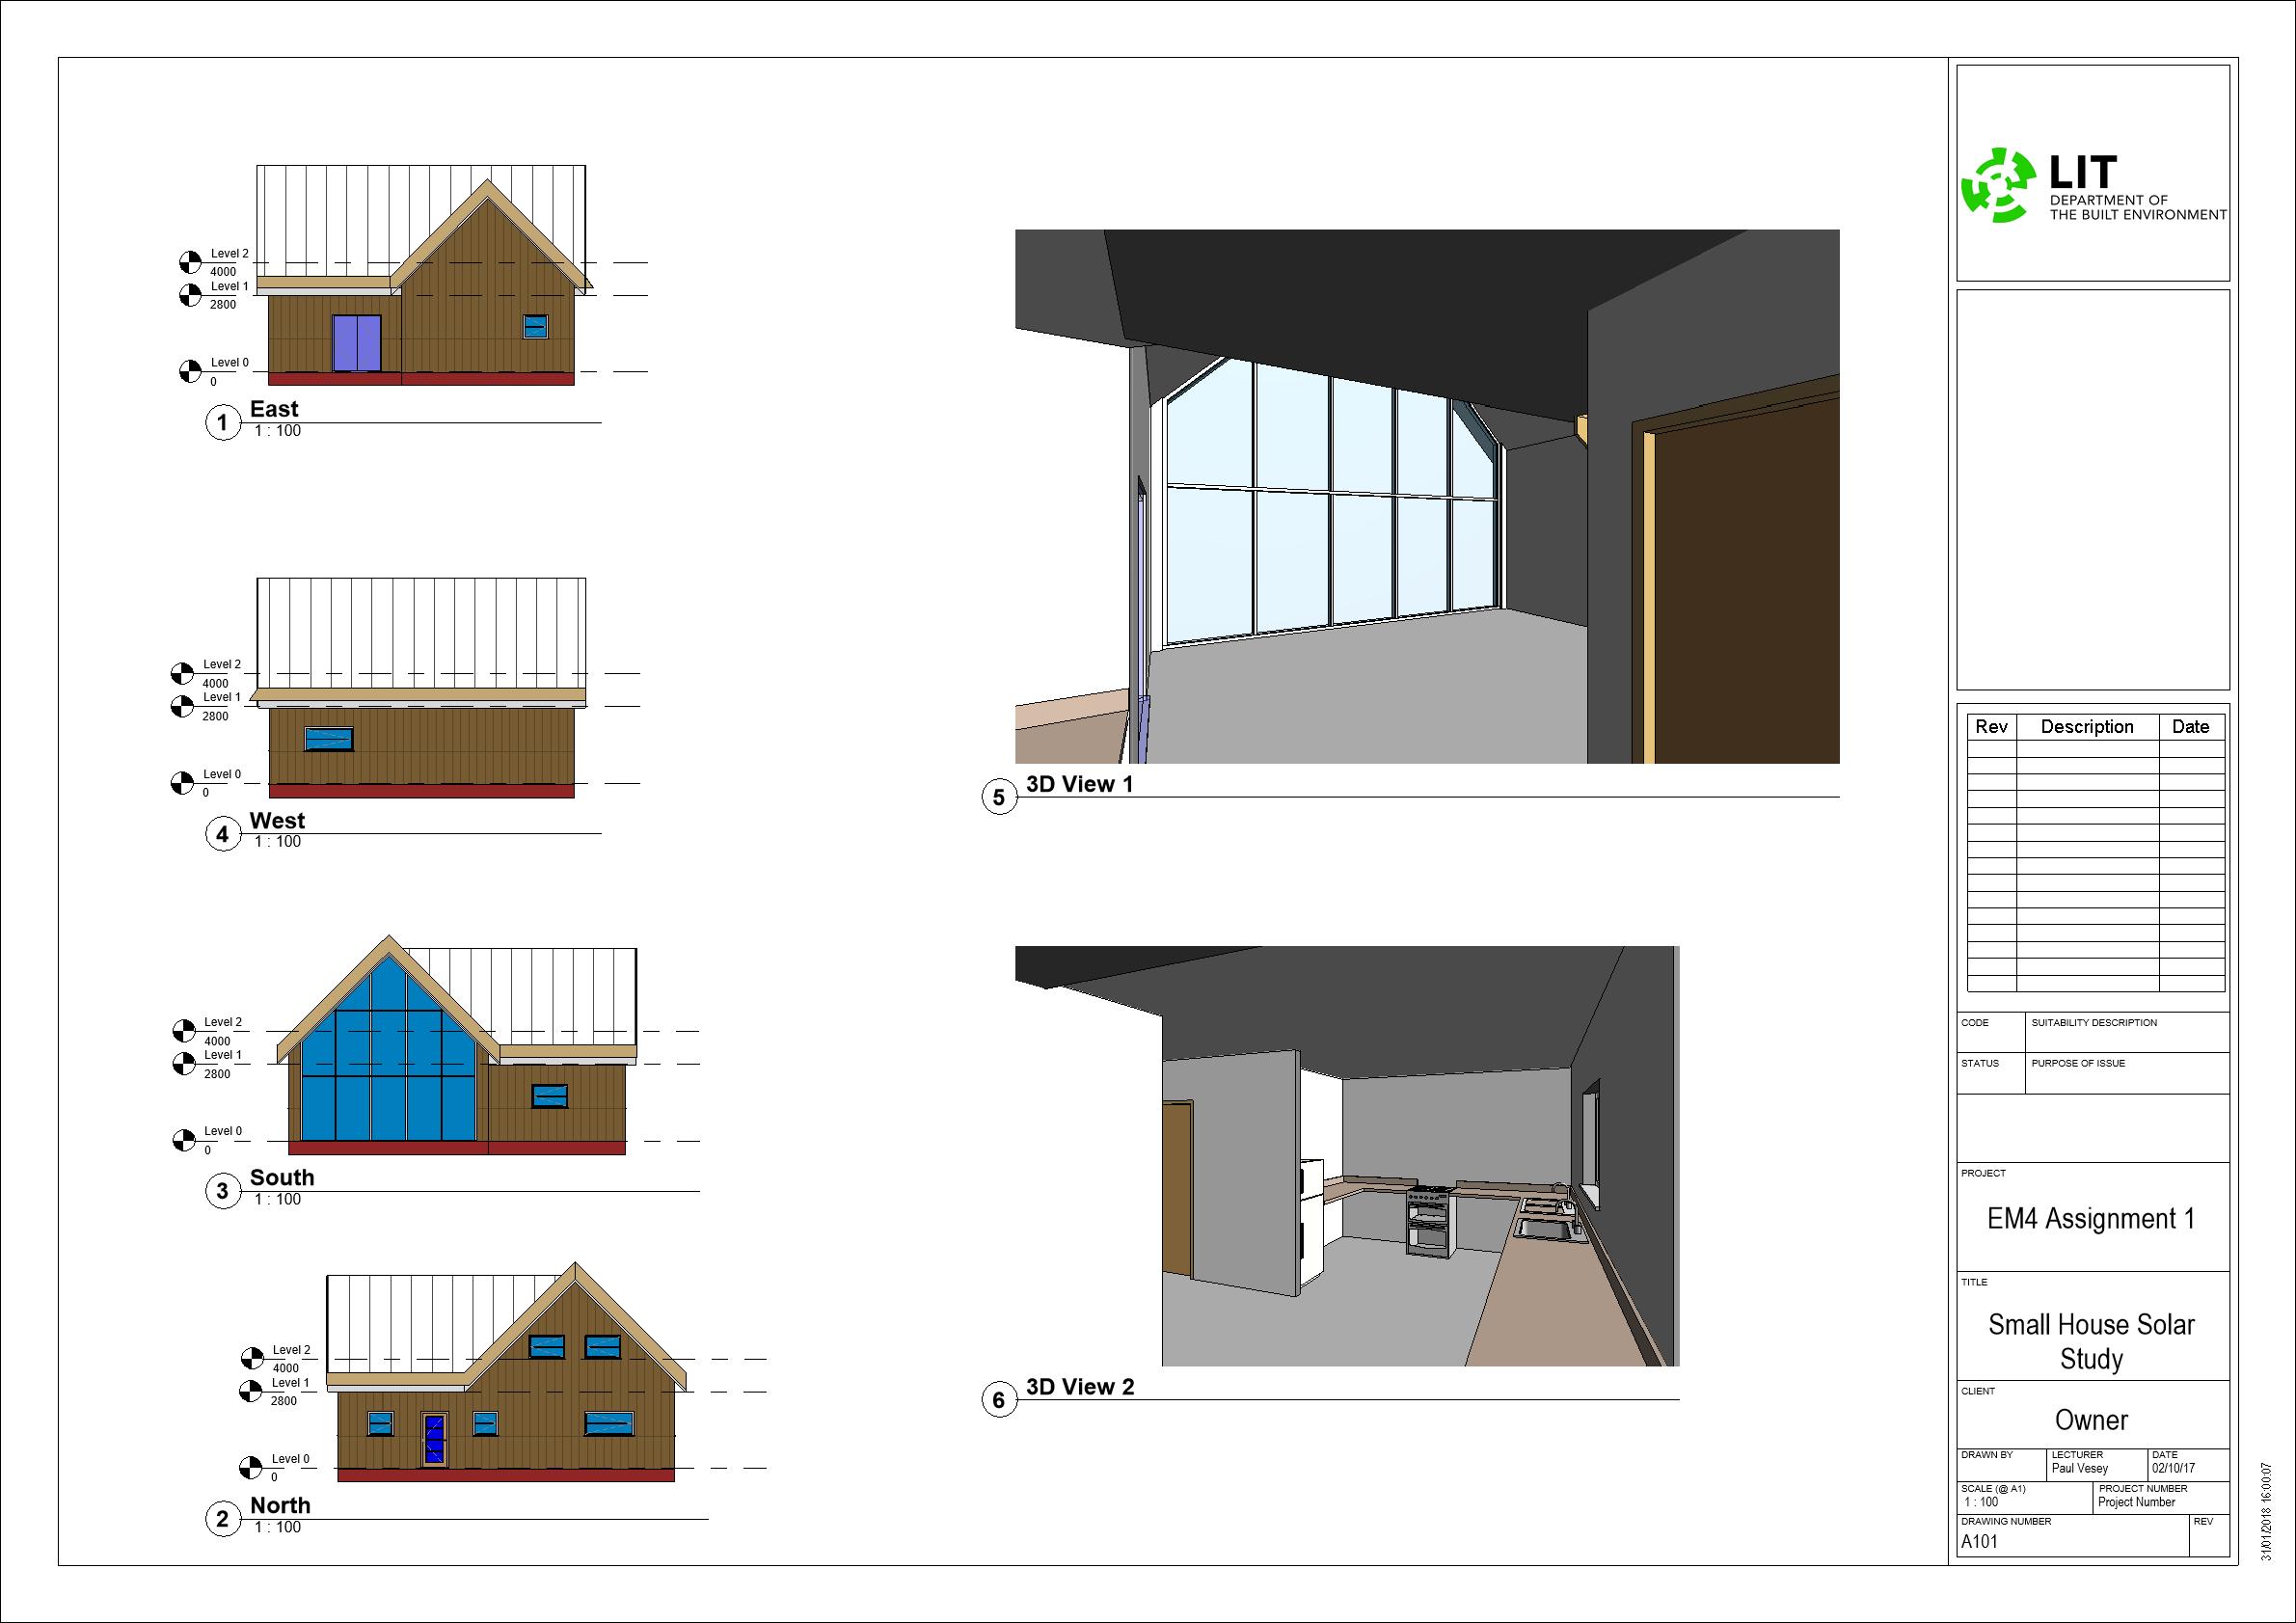 Level 2
4000
Level 1
2800
Level 0
0
1
East
1 : 100
Level 2
4000
Level 1
2800
Level 0
0
4
West
1 : 100
Level 2
4000
Level 1
2800
Level 0
0
3
South
1 : 100
Level 2
4000
Level 1
2800
Level 0
0
2
North
1 : 100
5
3D View 1
6
3D View 2
LIT
DEPARTMENT OF
THE BUILT ENVIRONMENT
Rev Description Date
CODE SUITABILITY DESCRIPTION
STATUS PURPOSE OF ISSUE
PROJECT
EM4 Assignment 1
TITLE
Small House Solar
Study
CLIENT
Owner
DRAWN BY LECTURER DATE
Paul Vesey 02/10/17
SCALE (@ A1) PROJECT NUMBER
1 : 100 Project Number
DRAWING NUMBER REV
A101
31/01/2018 16:00:07